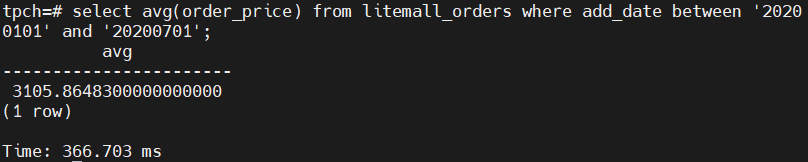 tpch=# select avg(order_price) from litemall_orders where add_date between '2020
0101' and '20200701';
          avg
-----------------------
 3105.8648300000000000
(1 row)

Time: 366.703 ms